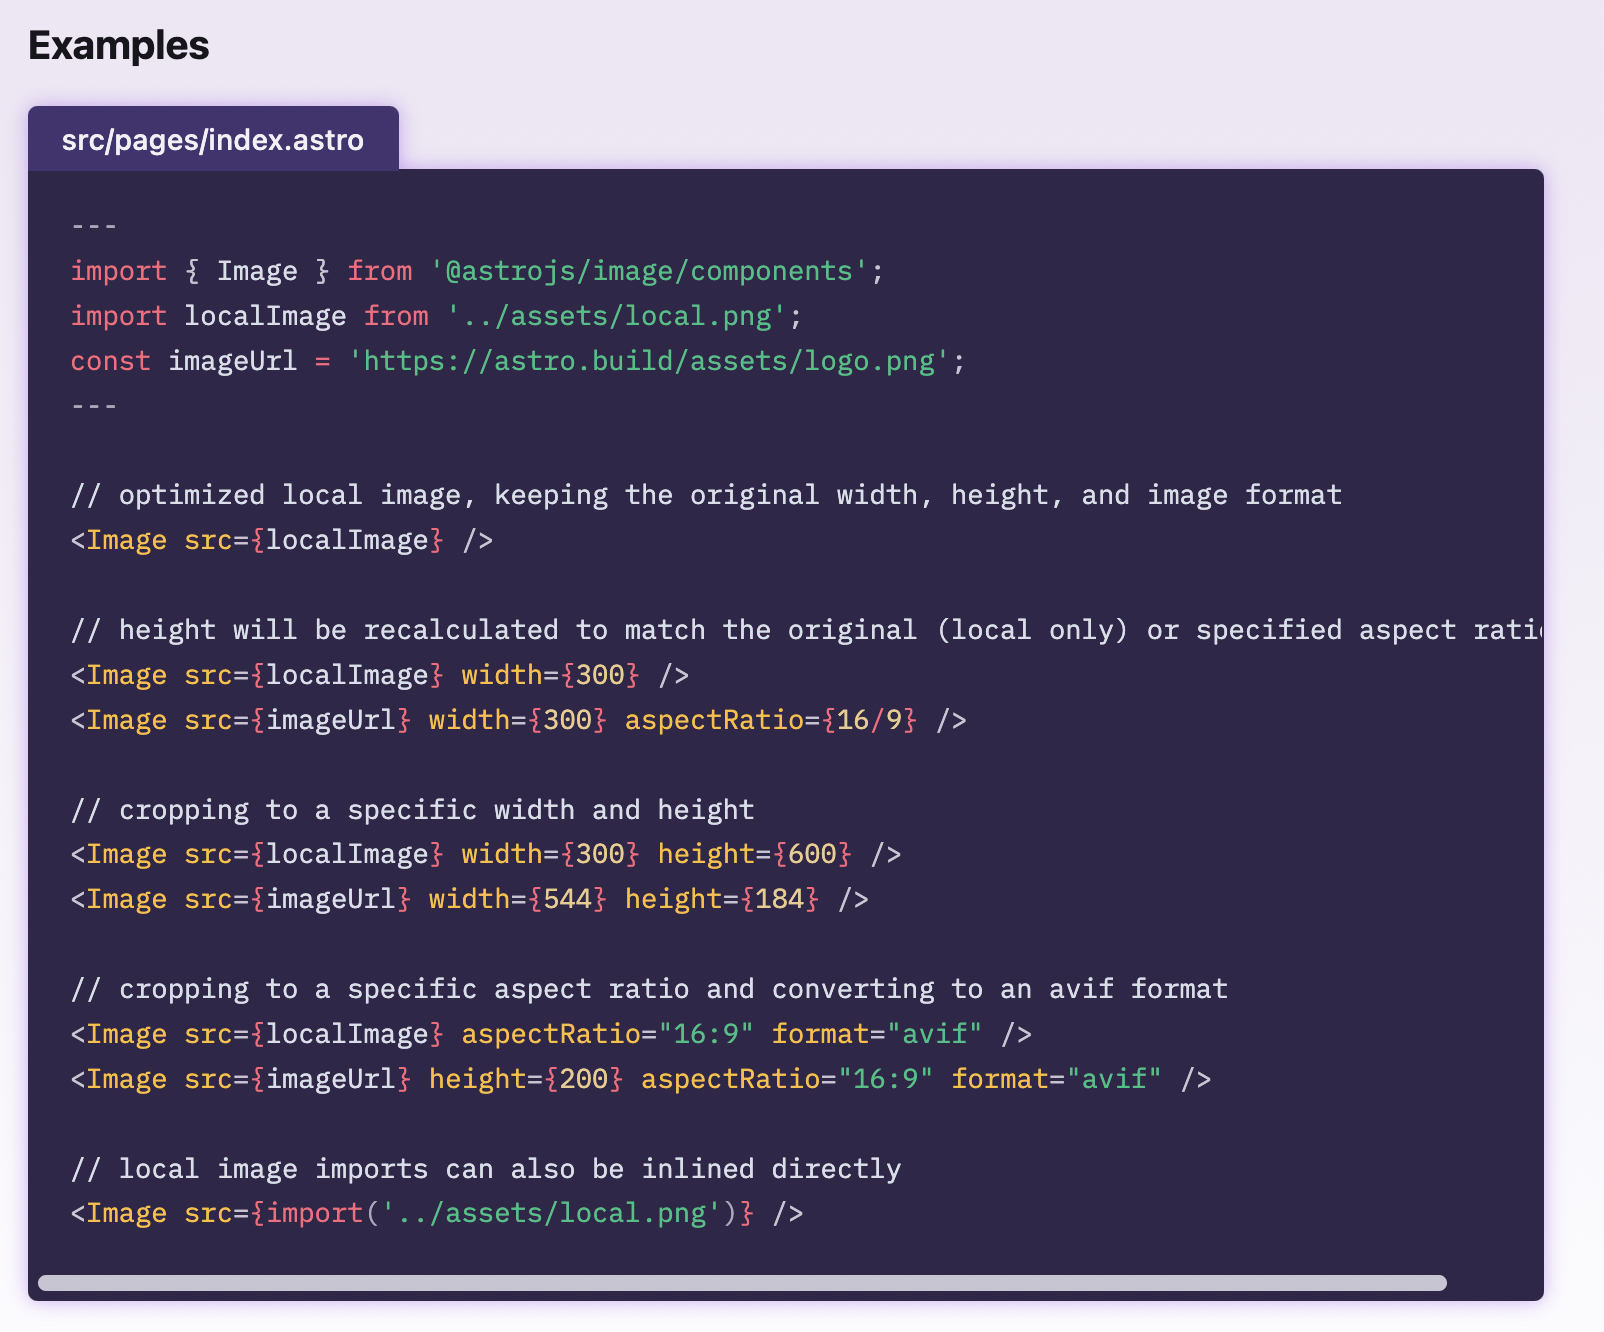 Examples
src/pages/index.astro
---
import { Image } from '@astrojs/image/components';
import localImage from '../assets/local.png';
const imageUrl = 'https://astro.build/assets/logo.png';
---
// optimized local image, keeping the original width, height, and image format
<Image src={localImage} />
// height will be recalculated to match the original (local only) or specified aspect
<Image src={localImage} width={300} />
<Image src={imageUrl} width={300} aspectRatio={16/9} />
// cropping to a specific width and height
<Image src={localImage} width={300} height={600} />
<Image src={imageUrl} width={544} height={184} />
// cropping to a specific aspect ratio and converting to an avif format
<Image src={localImage} aspectRatio="16:9" format="avif" />
<Image src={imageUrl} height={200} aspectRatio="16:9" format="avif" />
// local image imports can also be inlined directly
<Image src={import('../assets/local.png')} />